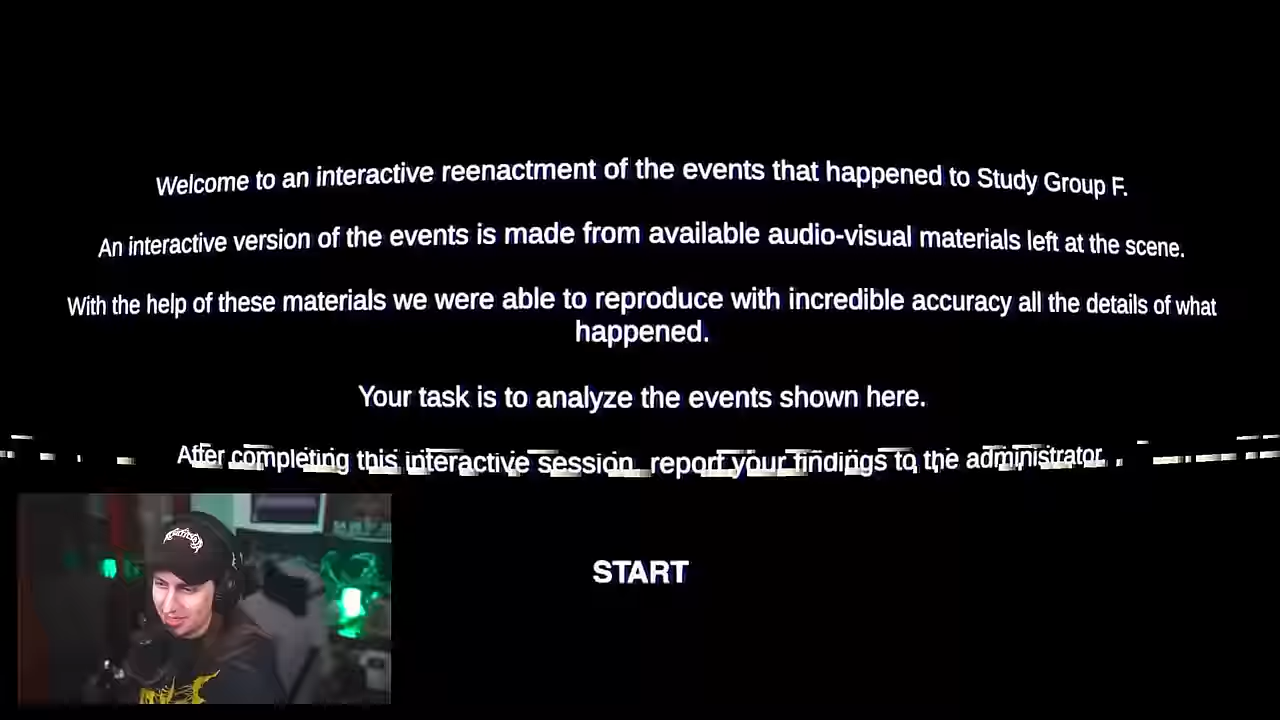 Welcome to an interactive reenactment of the events that happened to Study Group F.
An interactive version of the events is made from available audio-visual materials left at the scene.
With the help of these materials we were able to reproduce with incredible accuracy all the details of what
happened.
Your task is to analyze the events shown here.
After completing this interactive session, report your findings to the administrator.
START